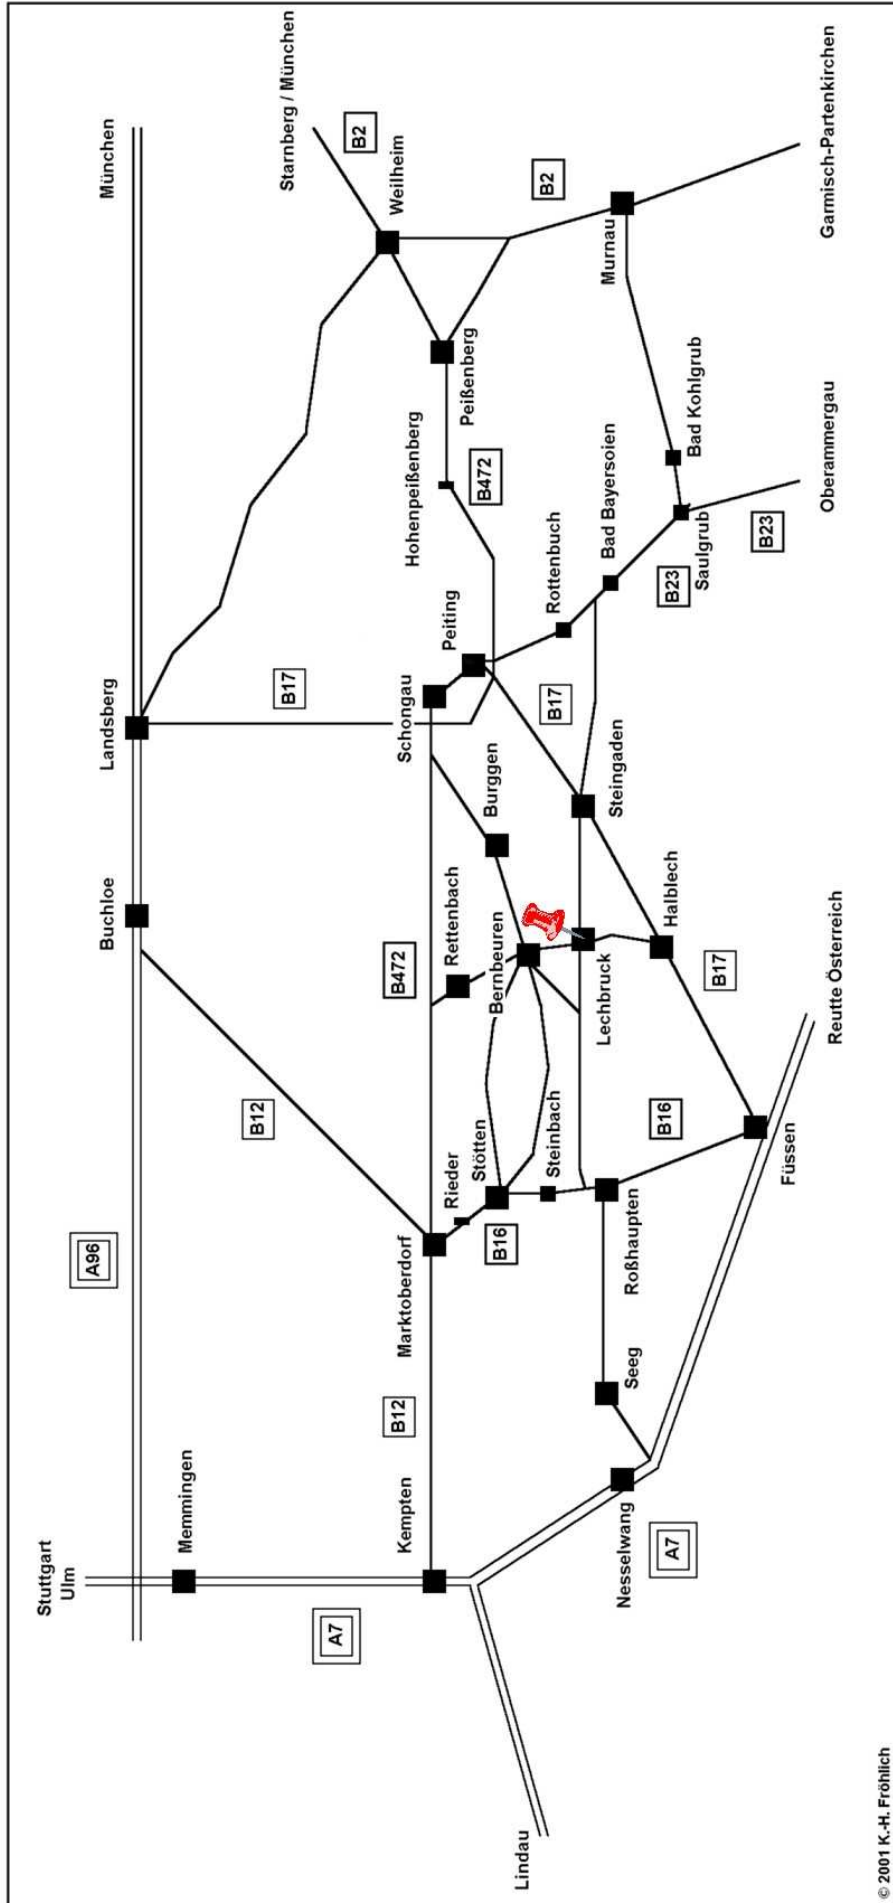 Stuttgart
Ulm
München
A96
Memmingen
Buchloe
Landsberg
Starnberg / München
B2
A7
B12
B17
Weilheim
Kempten
B12
Marktoberdorf
B472
Schongau
Hohenpeißenberg
Rieder
Rettenbach
Peiting
B472
Peißenberg
Stötten
Burggen
Bernbeuren
B16
Lindau
Steinbach
B17
Rottenbuch
B2
Nesselwang
Seeg
Roßhaupten
Lechbruck
Steingaden
Bad Bayersoien
Murnau
A7
B16
Halblech
B23
Saulgrub
Bad Kohlgrub
B17
B23
Füssen
Reutte Österreich
Oberammergau
Garmisch-Partenkirchen
© 2001 K.-H. Fröhlich